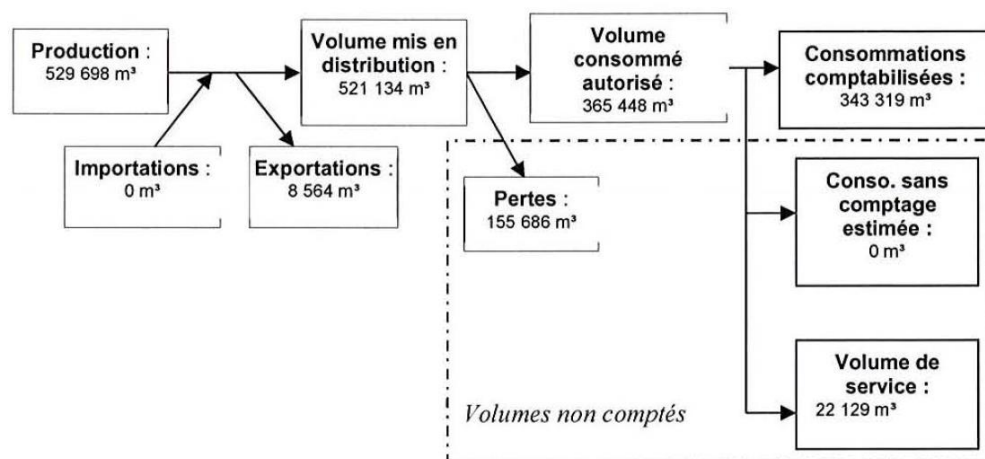 Production :
529 698 m³
Volume mis en
distribution :
521 134 m³
Volume
consommé
autorisé :
365 448 m³
Consommations
comptabilisées :
343 319 m³
Importations :
0 m³
Exportations :
8 564 m³
Pertes :
155 686 m³
Conso. sans
comptage
estimée :
0 m³
Volume de
service :
22 129 m³
Volumes non comptés